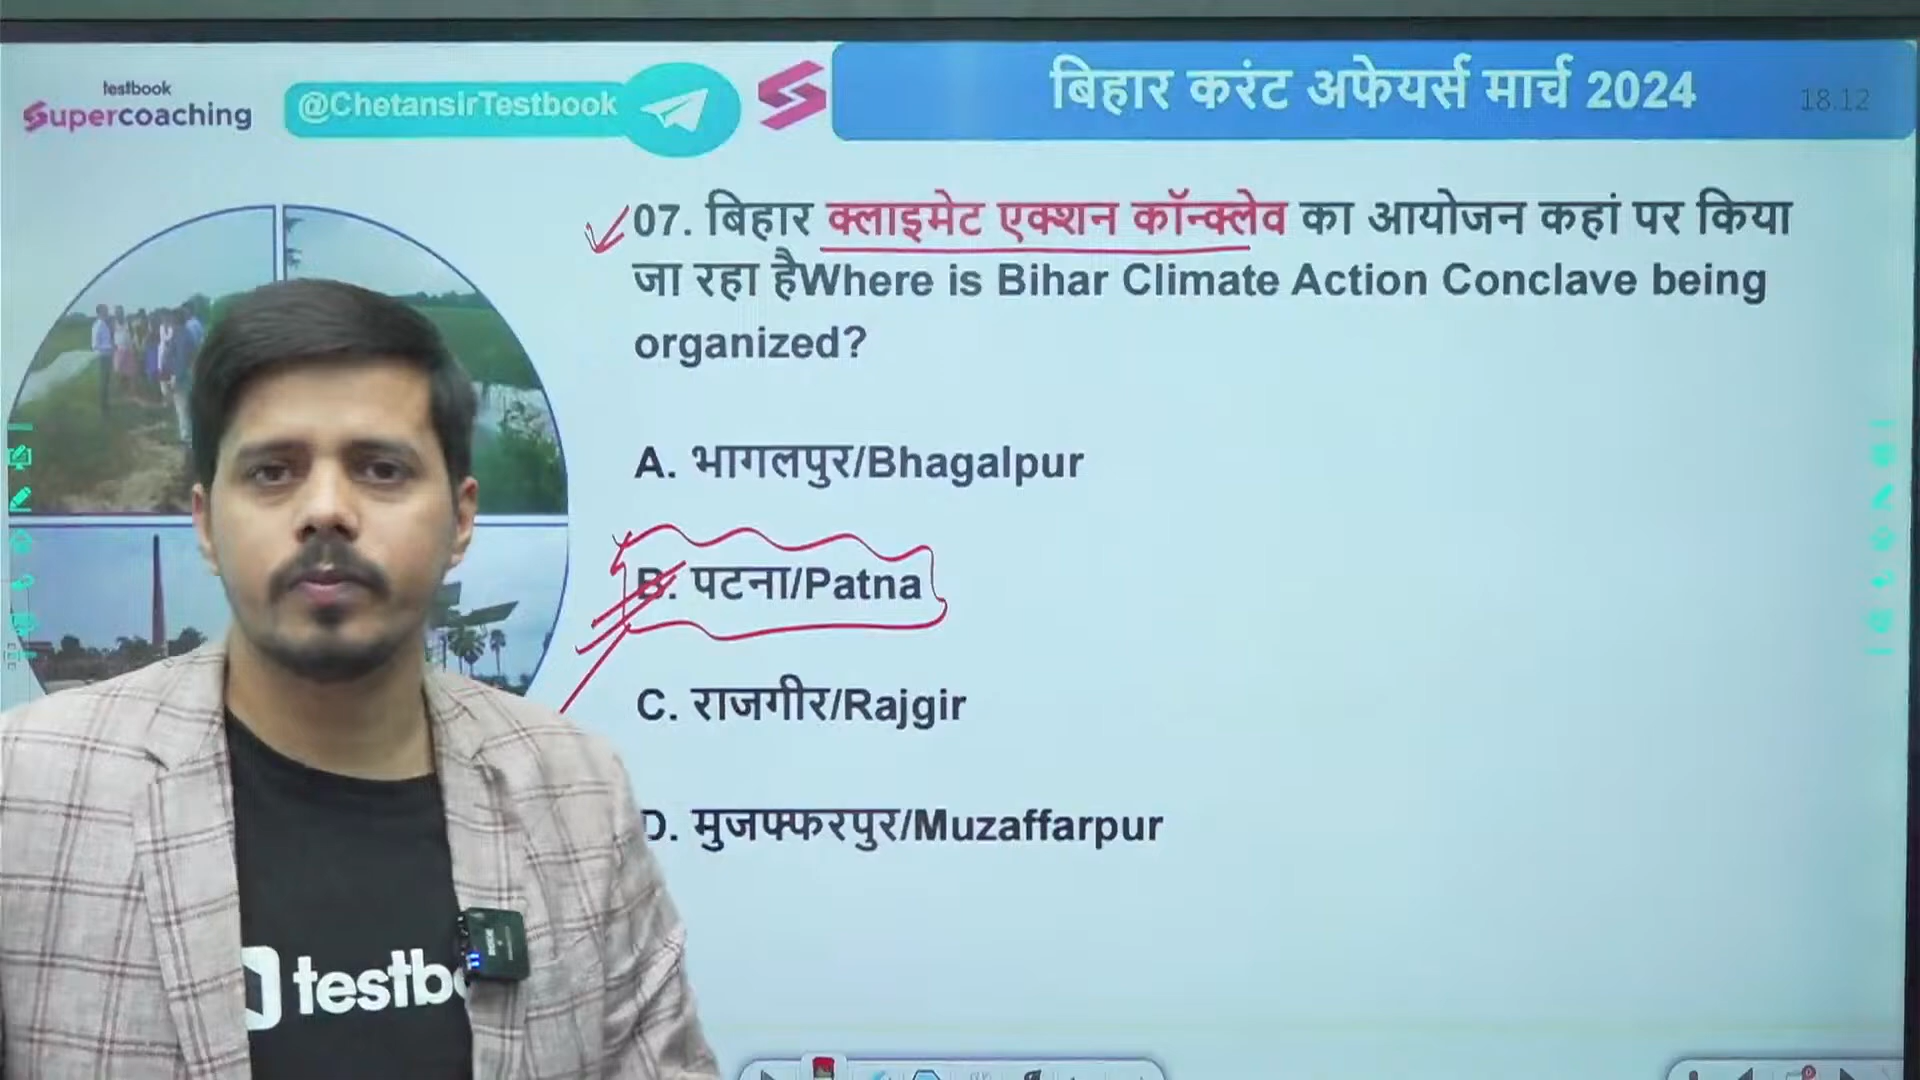 testbook
Supercoaching
@ChetansirTestbook
बिहार करंट अफेयर्स मार्च 2024
18.12
07. बिहार क्लाइमेट एक्शन कॉन्क्लेव का आयोजन कहां पर किया
जा रहा हैWhere is Bihar Climate Action Conclave being
organized?
A. भागलपुर/Bhagalpur
B. पटना/Patna
C. राजगीर/Rajgir
D. मुजफ्फरपुर/Muzaffarpur
testbo